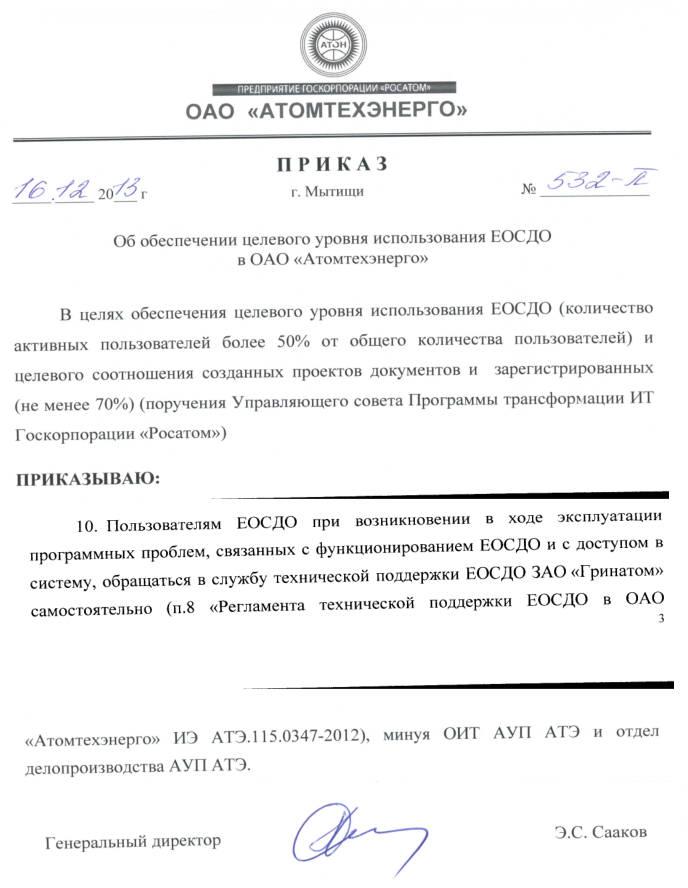 АТОН
ПРЕДПРИЯТИЕ ГОСКОРПОРАЦИИ «РОСАТОМ»
ОАО «АТОМТЕХЭНЕРГО»
ПРИКАЗ
16.12 2013 г
г. Мытищи
№ 532-П
Об обеспечении целевого уровня использования ЕОСДО
в ОАО «Атомтехэнерго»
В целях обеспечения целевого уровня использования ЕОСДО (количество
активных пользователей более 50% от общего количества пользователей) и
целевого соотношения созданных проектов документов и зарегистрированных
(не менее 70%) (поручения Управляющего совета Программы трансформации ИТ
Госкорпорации «Росатом»)
ПРИКАЗЫВАЮ:
10. Пользователям ЕОСДО при возникновении в ходе эксплуатации
программных проблем, связанных с функционированием ЕОСДО и с доступом в
систему, обращаться в службу технической поддержки ЕОСДО ЗАО «Гринатом»
самостоятельно (п.8 «Регламента технической поддержки ЕОСДО в ОАО
3
«Атомтехэнерго» ИЭ АТЭ.115.0347-2012), минуя ОИТ АУП АТЭ и отдел
делопроизводства АУП АТЭ.
Генеральный директор
Э.С. Сааков